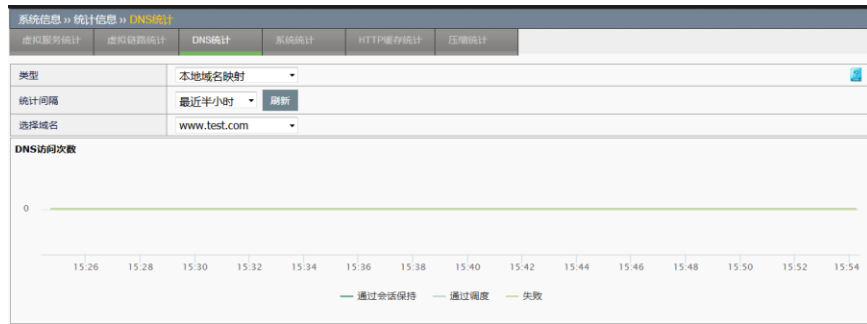 系统信息 » 统计信息 » DNS统计
虚拟服务统计 虚拟链路统计 DNS统计 系统统计 HTTP缓存统计 压缩统计
类型 本地域名映射
统计间隔 最近半小时 刷新
选择域名 www.test.com
DNS访问次数
0
15:26 15:28 15:30 15:32 15:34 15:36 15:38 15:40 15:42 15:44 15:46 15:48 15:50 15:52 15:54
通过会话保持 通过调度 失败